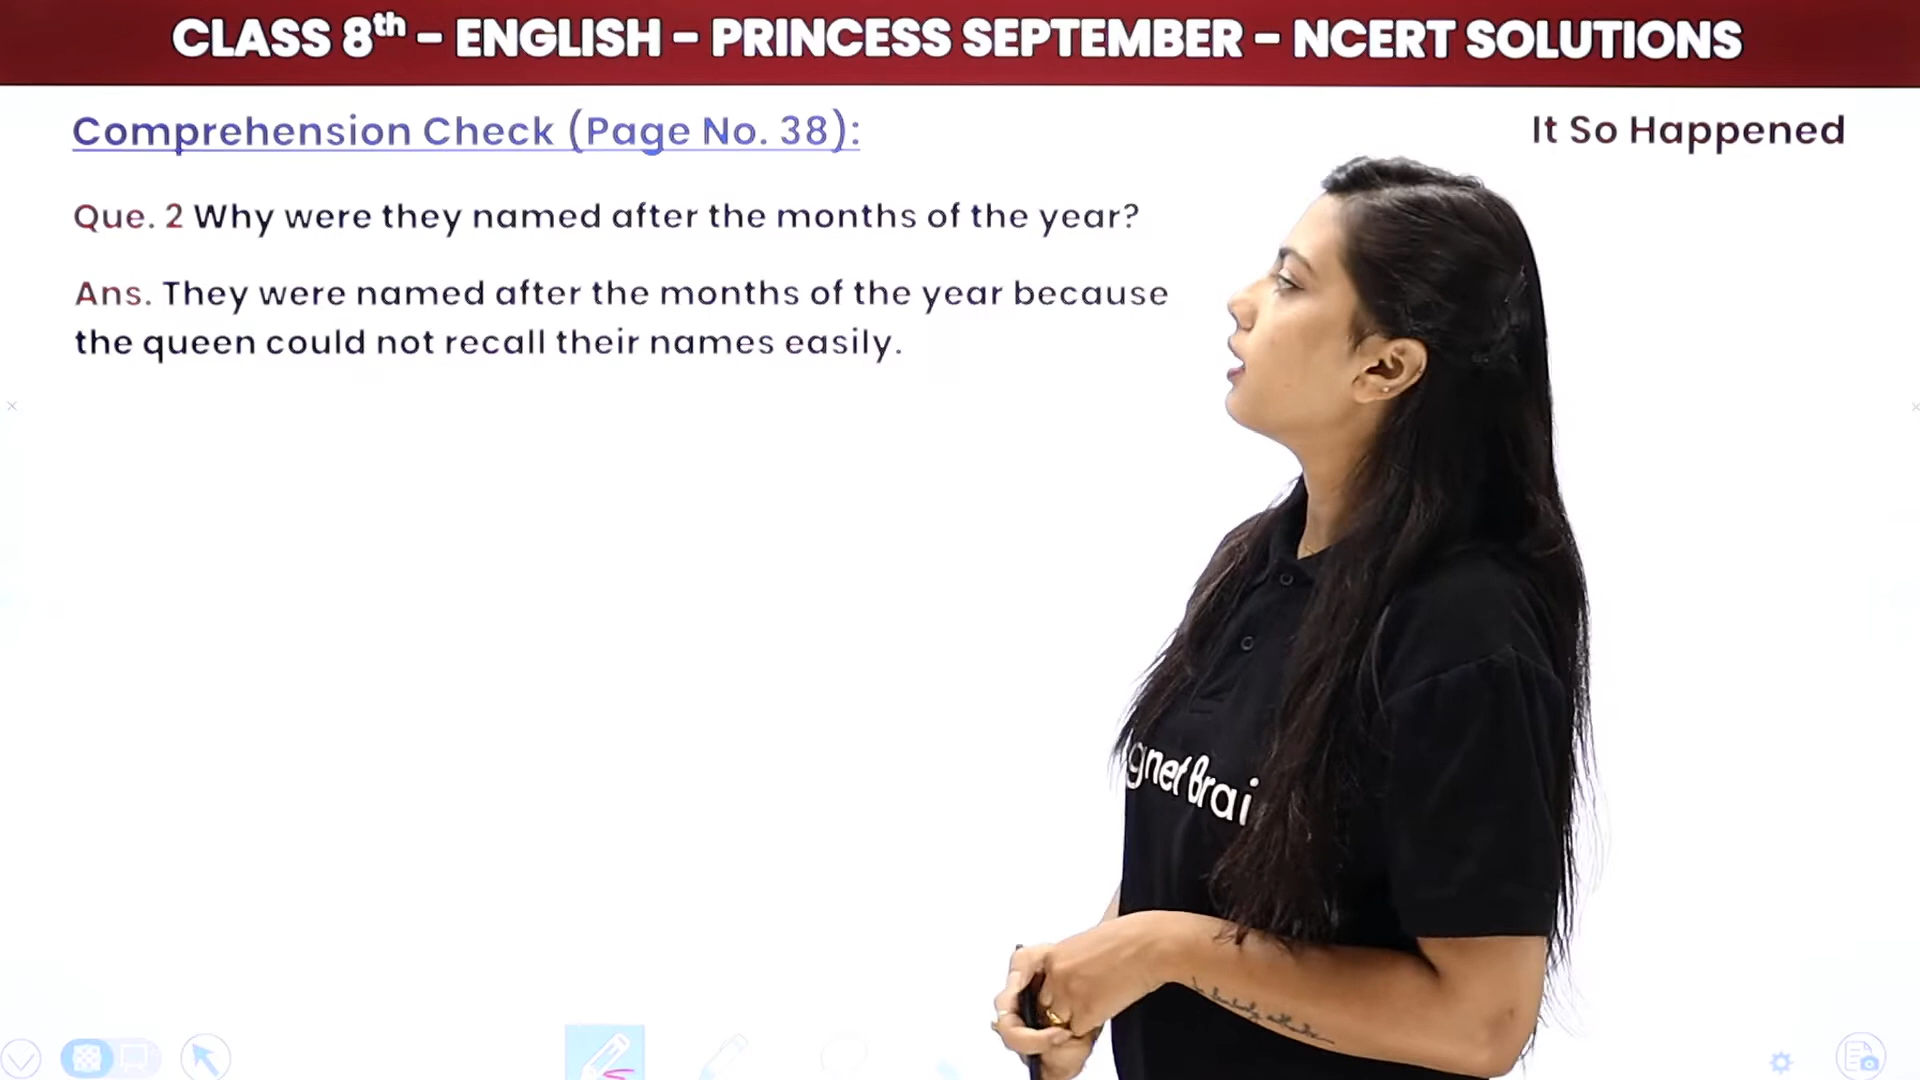 CLASS 8th – ENGLISH – PRINCESS SEPTEMBER – NCERT SOLUTIONS
Comprehension Check (Page No. 38):
It So Happened
Que. 2 Why were they named after the months of the year?
Ans. They were named after the months of the year because
the queen could not recall their names easily.
gnet Brai